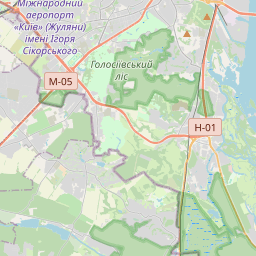 Міжнародний
аеропорт
«Київ» (Жуляни)
імені Ігоря
Сікорського
Голосіївський
ліс
М-05
Н-01